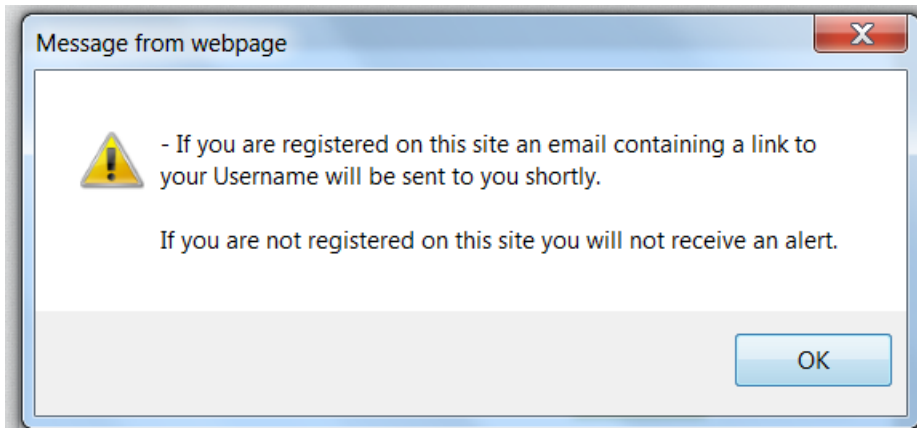 Message from webpage
- If you are registered on this site an email containing a link to
your Username will be sent to you shortly.
If you are not registered on this site you will not receive an alert.
OK